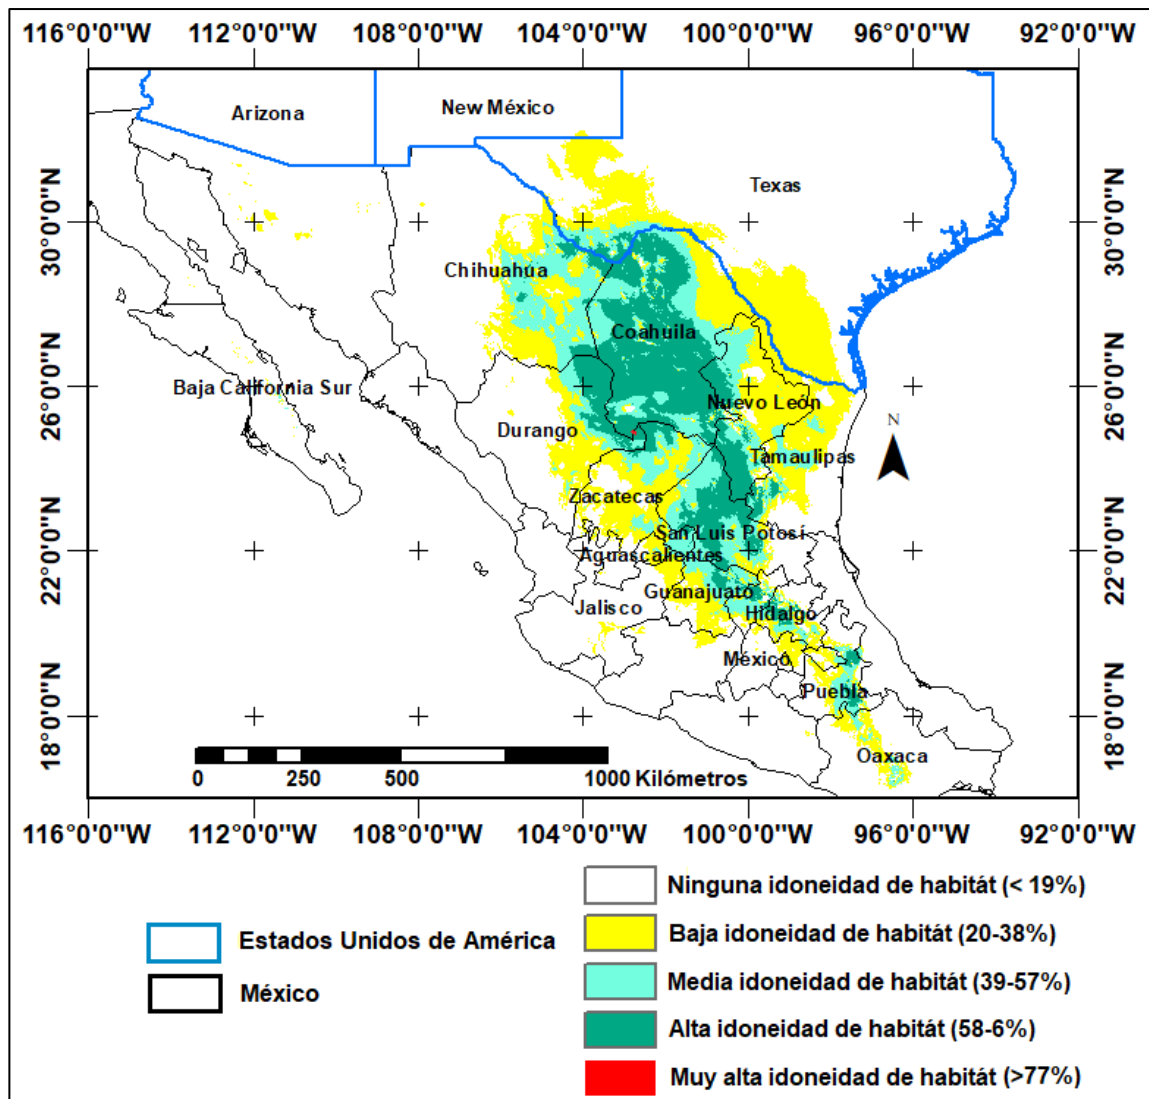 116°0'0"W 112°0'0"W 108°0'0"W 104°0'0"W 100°0'0"W 96°0'0"W 92°0'0"W
Arizona
New México
Texas
30°0'0"N
30°0'0"N
Chihuahua
Coahuila
26°0'0"N
26°0'0"N
Baja California Sur
Nuevo León
N
Durango
Tamaulipas
Zacatecas
San Luis Potosí
22°0'0"N
22°0'0"N
Aguascalientes
Guanajuato
Jalisco
Hidalgo
México
Puebla
18°0'0"N
18°0'0"N
Oaxaca
0 250 500 1000 Kilómetros
116°0'0"W 112°0'0"W 108°0'0"W 104°0'0"W 100°0'0"W 96°0'0"W 92°0'0"W
Estados Unidos de América
México
Ninguna idoneidad de habitát (< 19%)
Baja idoneidad de habitát (20-38%)
Media idoneidad de habitát (39-57%)
Alta idoneidad de habitát (58-6%)
Muy alta idoneidad de habitát (>77%)